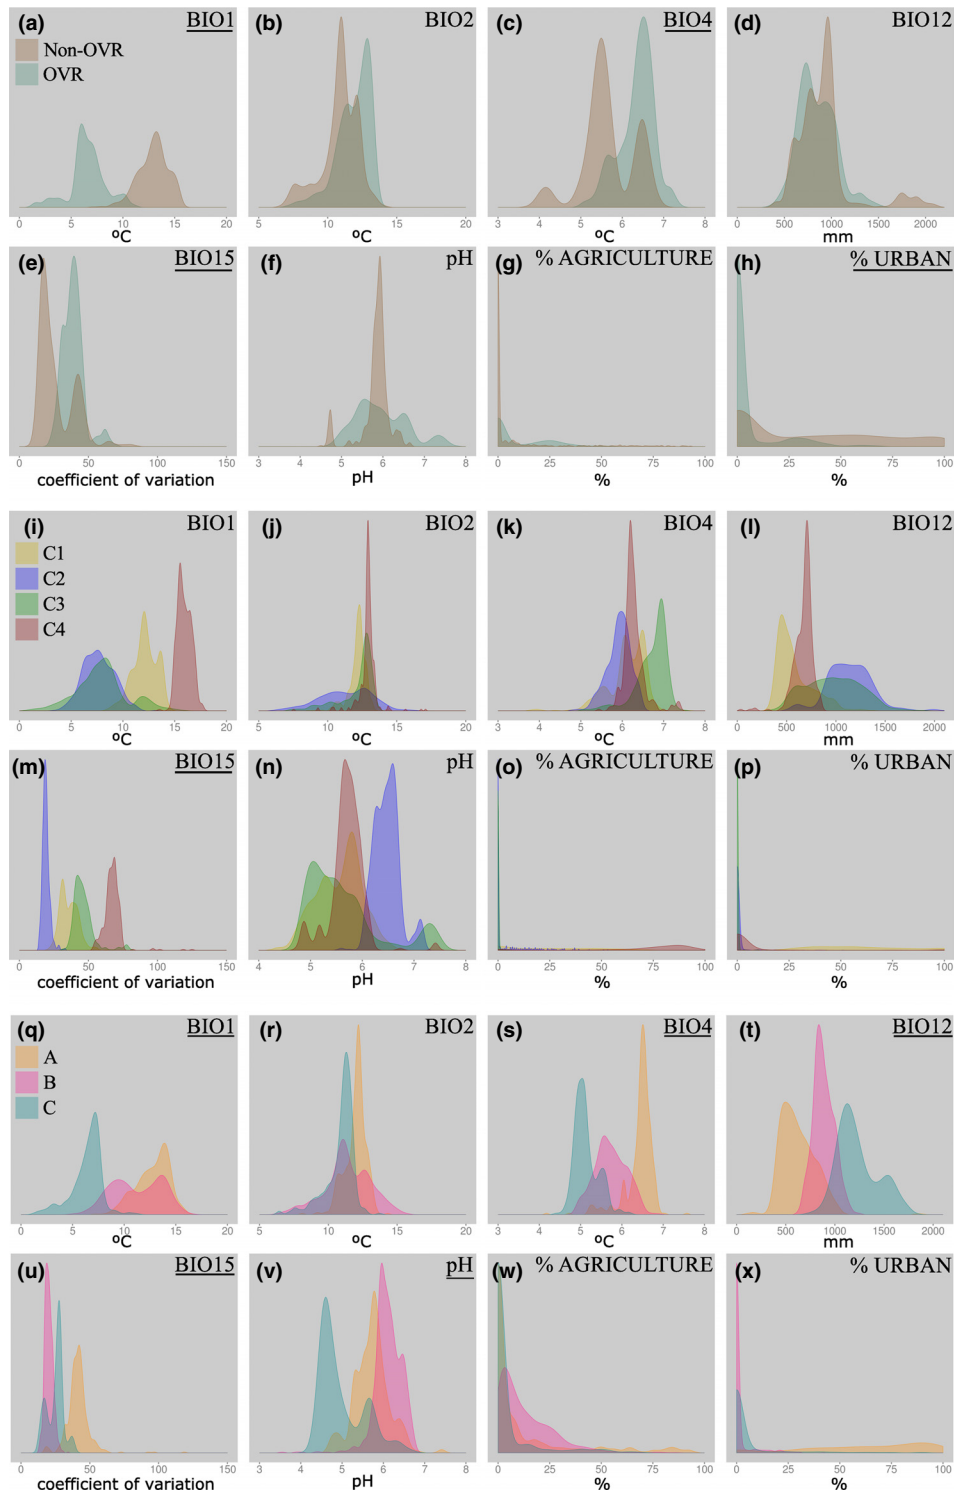 (a) BIO1
Non-OVR
OVR
0 5 10 15 20
ºC
(b) BIO2
5 10 15 20
ºC
(c) BIO4
3 4 5 6 7 8
ºC
(d) BIO12
500 1000 1500 2000
mm
(e) BIO15
0 50 100 150
coefficient of variation
(f) pH
3 4 5 6 7 8
pH
(g) % AGRICULTURE
0 25 50 75 100
%
(h) % URBAN
0 25 50 75 100
%
(i) BIO1
C1
C2
C3
C4
0 5 10 15 20
ºC
(j) BIO2
5 10 15 20
ºC
(k) BIO4
3 4 5 6 7 8
ºC
(l) BIO12
500 1000 1500 2000
mm
(m) BIO15
0 50 100 150
coefficient of variation
(n) pH
4 5 6 7 8
pH
(o) % AGRICULTURE
0 25 50 75 100
%
(p) % URBAN
0 25 50 75 100
%
(q) BIO1
A
B
C
0 5 10 15 20
ºC
(r) BIO2
5 10 15 20
ºC
(s) BIO4
3 4 5 6 7 8
ºC
(t) BIO12
500 1000 1500 2000
mm
(u) BIO15
0 50 100 150
coefficient of variation
(v) pH
3 4 5 6 7 8
pH
(w) % AGRICULTURE
0 25 50 75 100
%
(x) % URBAN
0 25 50 75 100
%